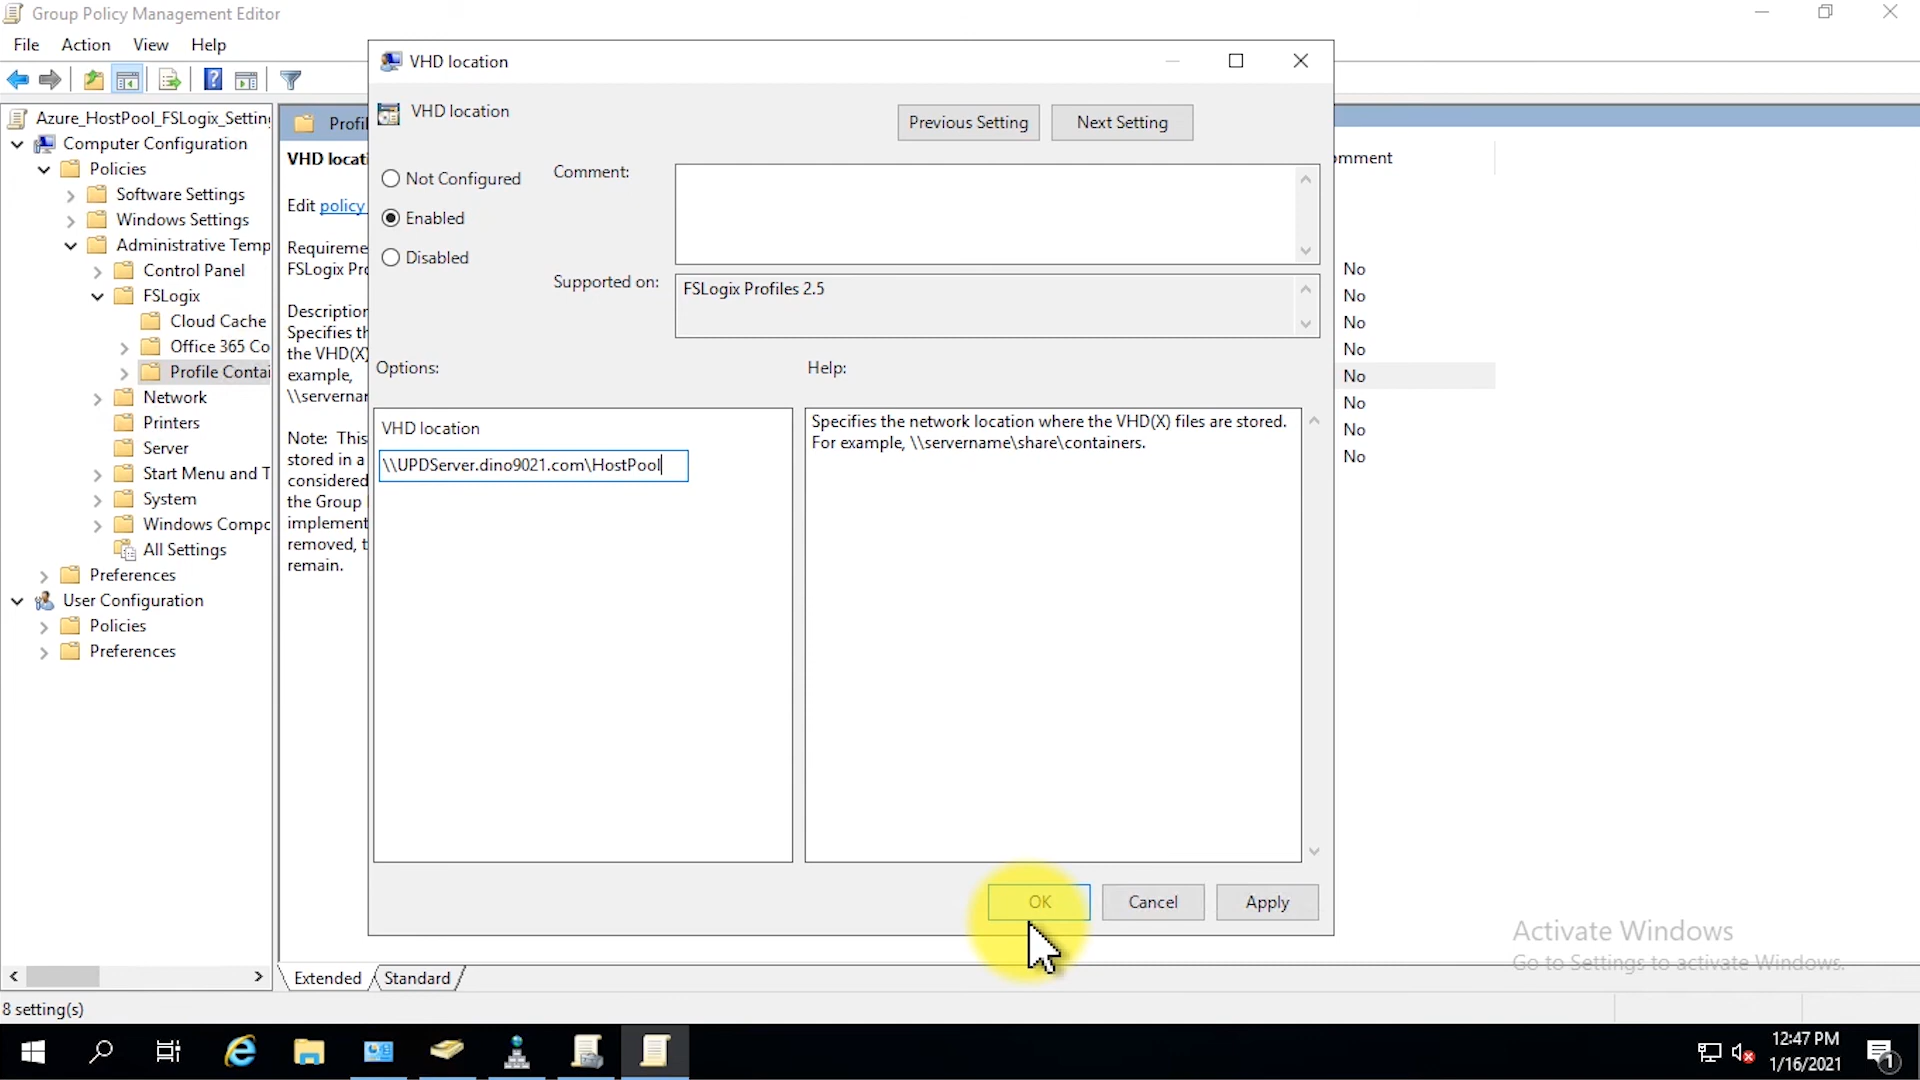 Group Policy Management Editor
File Action View Help
Azure_HostPool_FSLogix_Settin
Computer Configuration
Policies
Software Settings
Windows Settings
Administrative Temp
Control Panel
FSLogix
Cloud Cache
Office 365 Co
Profile Contai
Network
Printers
Server
Start Menu and T
System
Windows Compo
All Settings
Preferences
User Configuration
Policies
Preferences
Profil
VHD locati
Edit policy
Requireme
FSLogix Pro
Description
Specifies th
the VHD(X)
example,
\\servernar
Note: This
stored in a
considered
the Group
implement
removed, t
remain.
VHD location
VHD location
Previous Setting
Next Setting
Not Configured
Enabled
Disabled
Comment:
Supported on:
FSLogix Profiles 2.5
Options:
Help:
VHD location
\\UPDServer.dino9021.com\HostPool
Specifies the network location where the VHD(X) files are stored.
For example, \\servername\share\containers.
OK
Cancel
Apply
omment
No
No
No
No
No
No
No
No
Activate Windows
Go to Settings to activate Windows.
Extended
Standard
8 setting(s)
12:47 PM
1/16/2021
1